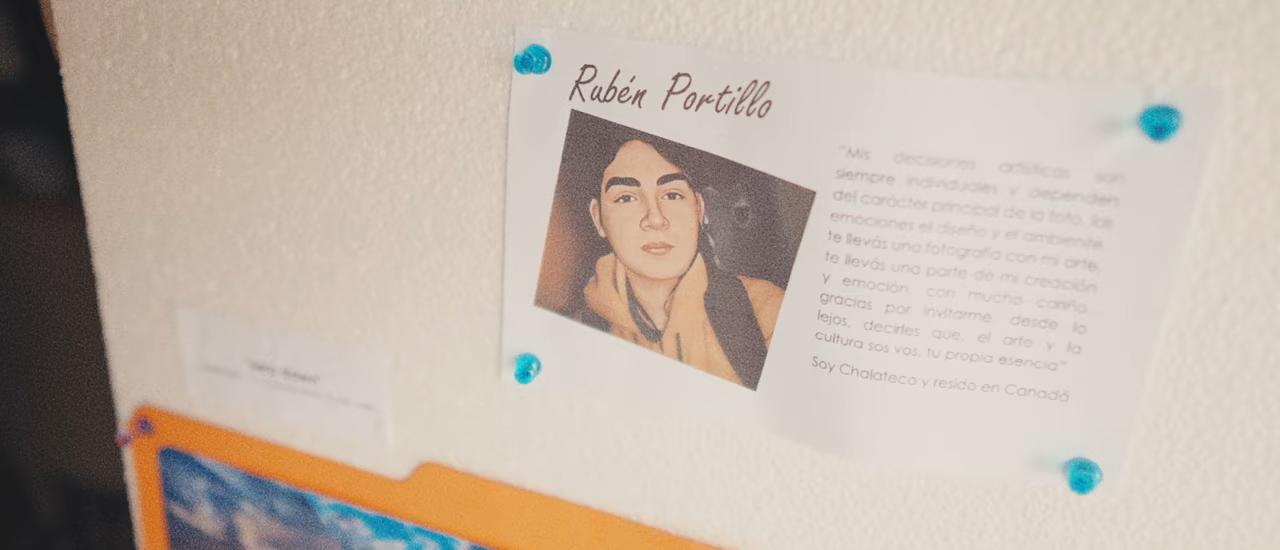 Rubén Portillo
"Mis decisiones artísticas son
siempre individuales y dependen
del carácter principal de la foto, las
emociones el diseño y el ambiente
te llevás una fotografía con mi arte,
te llevás una parte de mi creación
y emoción, con mucho cariño
gracias por invitarme, desde lo
lejos, decirles que, el arte y la
cultura sos vos, tu propia esencia"
Soy Chalateco y resido en Canadá